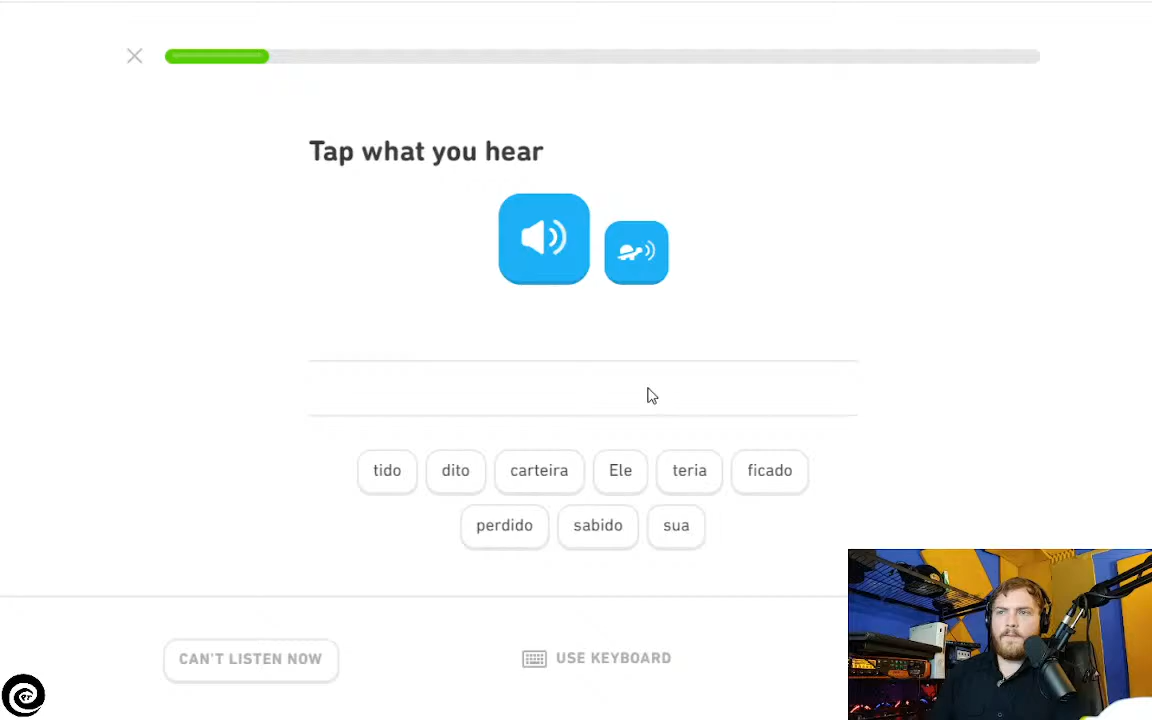 Tap what you hear
tido dito carteira Ele teria ficado
perdido sabido sua
CAN'T LISTEN NOW USE KEYBOARD